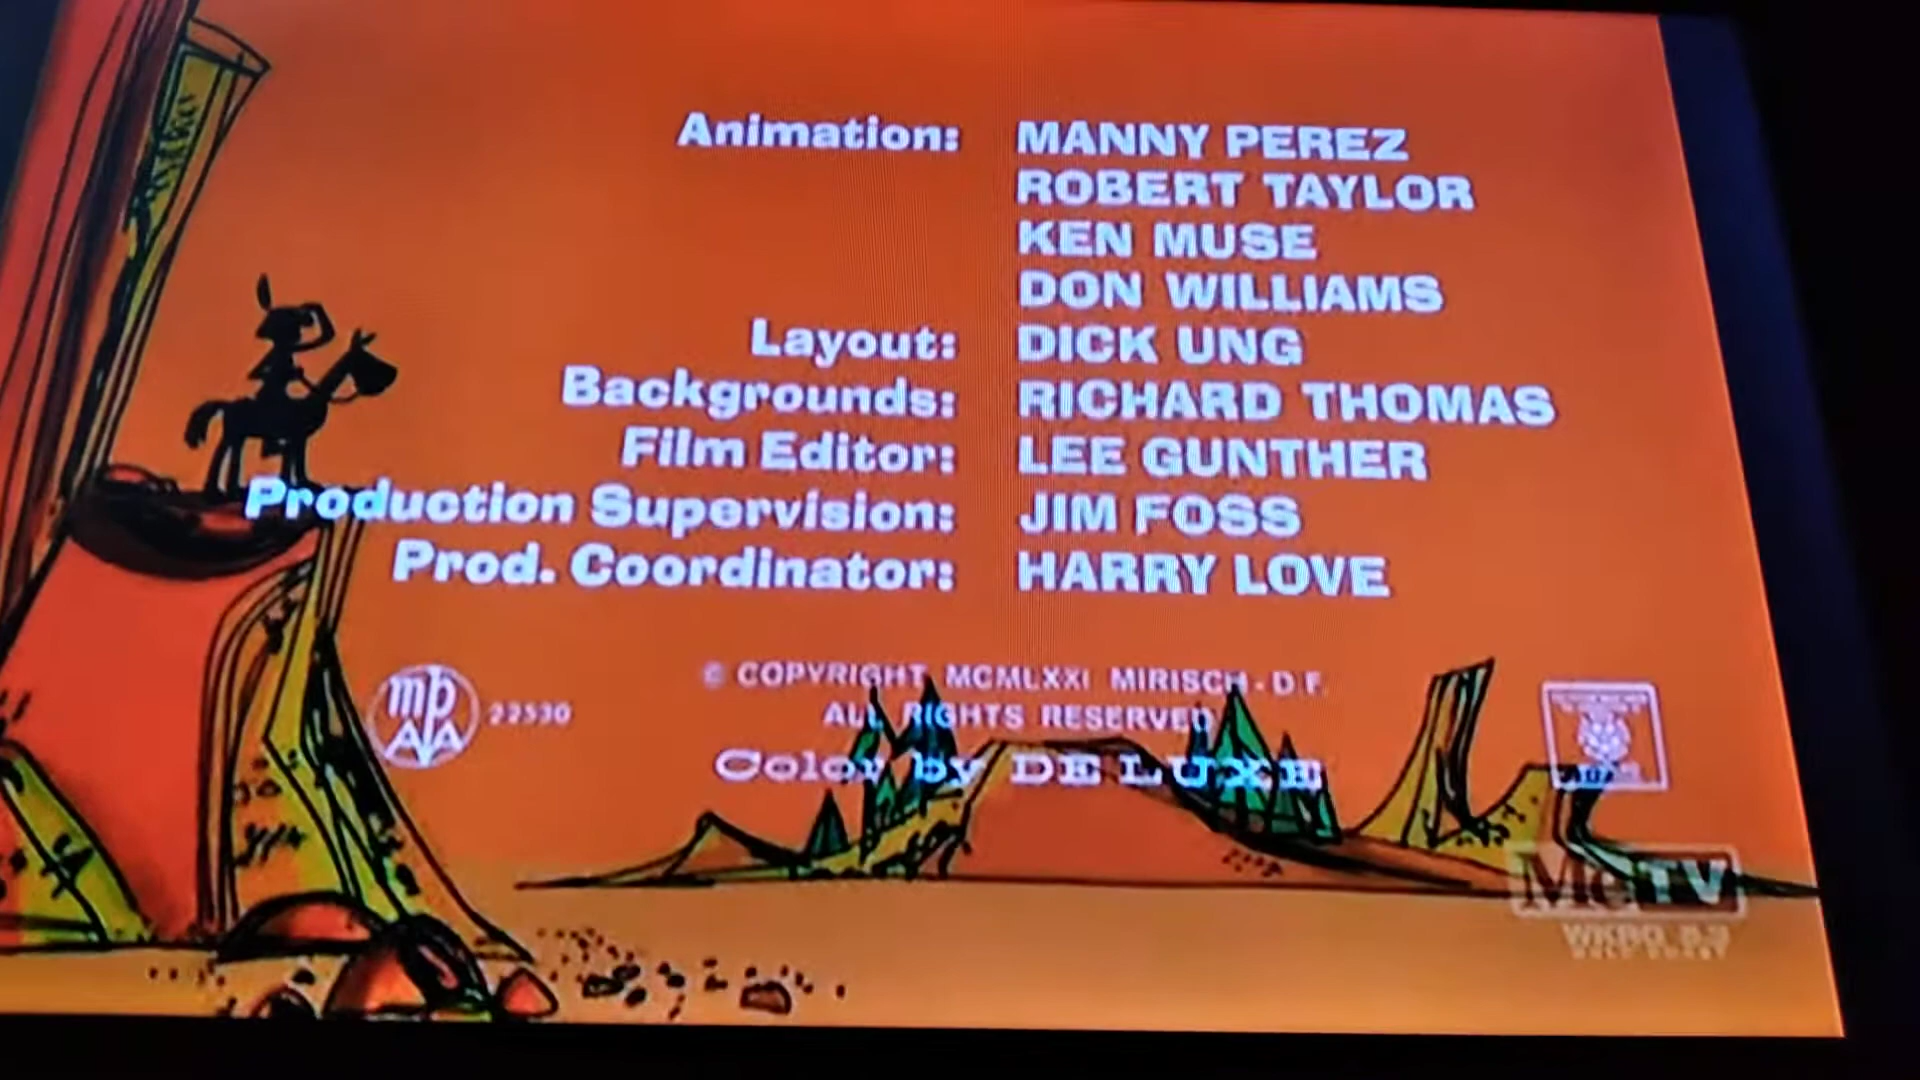 Animation: MANNY PEREZ
ROBERT TAYLOR
KEN MUSE
DON WILLIAMS
Layout: DICK UNG
Backgrounds: RICHARD THOMAS
Film Editor: LEE GUNTHER
Production Supervision: JIM FOSS
Prod. Coordinator: HARRY LOVE
© COPYRIGHT MCMLXXI MIRISCH-D.F.
ALL RIGHTS RESERVED
mp
AA
22530
Color by DE LUXE
MeTV